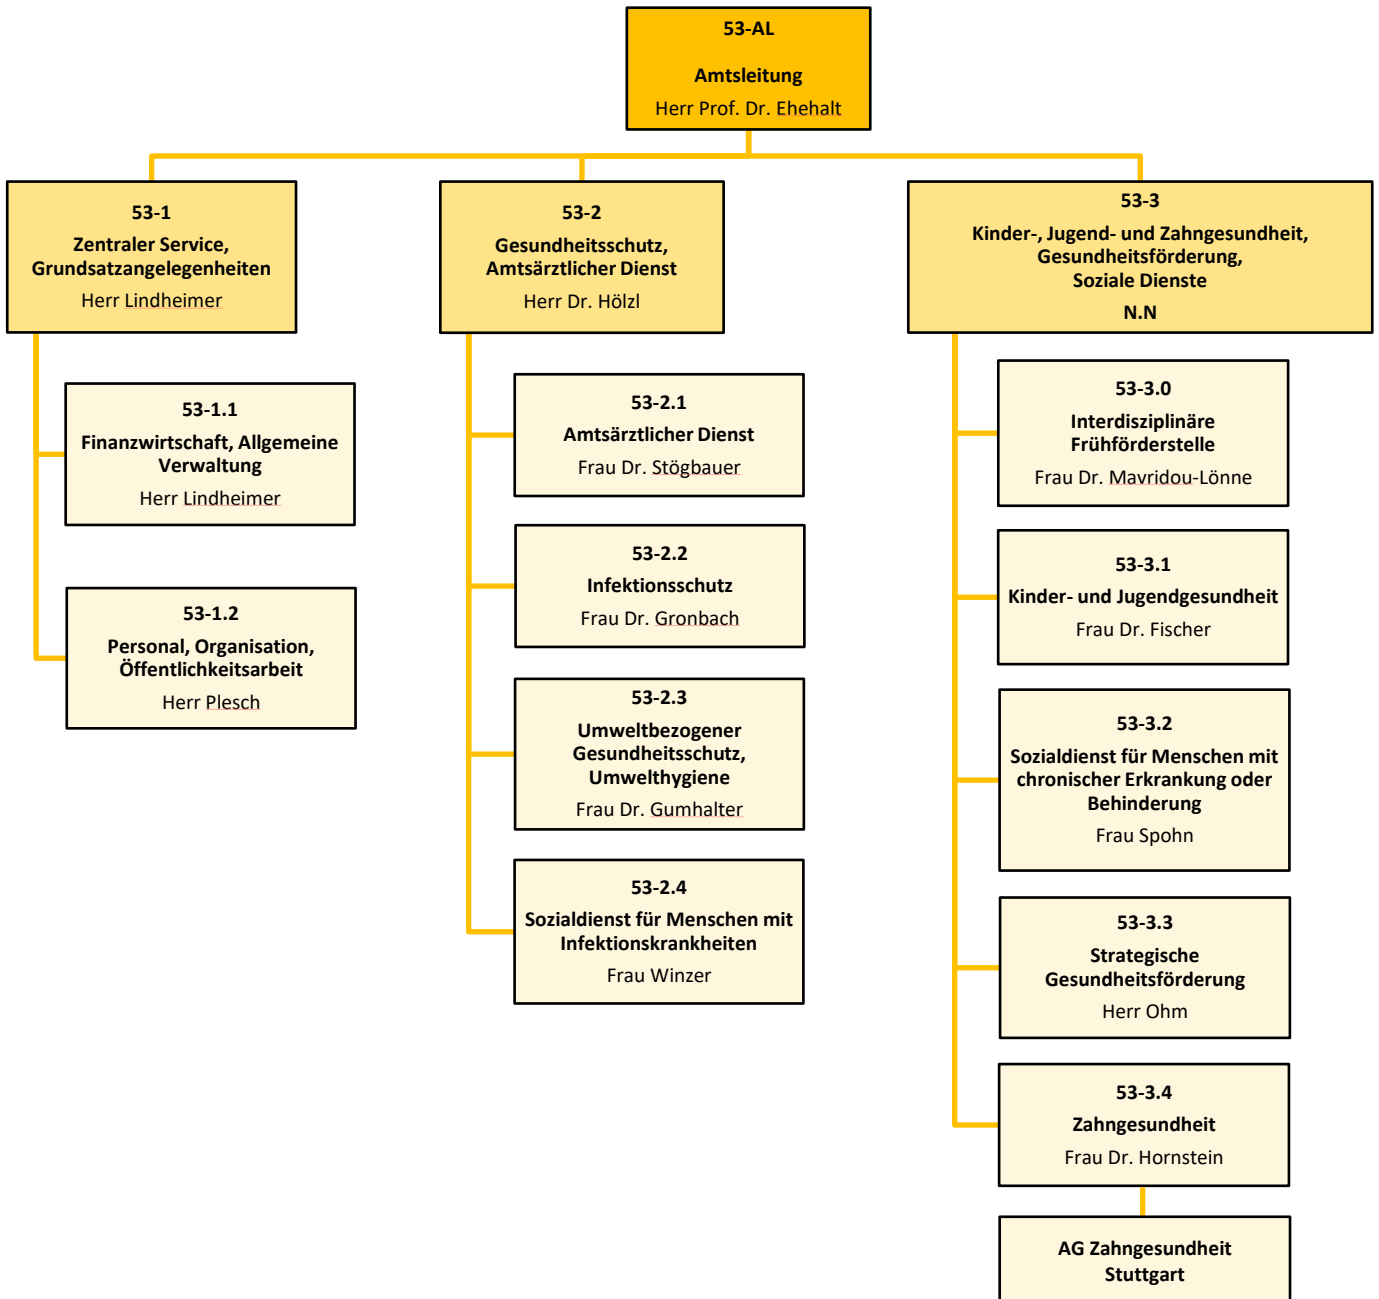 53-AL
Amtsleitung
Herr Prof. Dr. Ehehalt
53-1
Zentraler Service,
Grundsatzangelegenheiten
Herr Lindheimer
53-1.1
Finanzwirtschaft, Allgemeine
Verwaltung
Herr Lindheimer
53-1.2
Personal, Organisation,
Öffentlichkeitsarbeit
Herr Plesch
53-2
Gesundheitsschutz,
Amtsärztlicher Dienst
Herr Dr. Hölzl
53-2.1
Amtsärztlicher Dienst
Frau Dr. Stögbauer
53-2.2
Infektionsschutz
Frau Dr. Gronbach
53-2.3
Umweltbezogener
Gesundheitsschutz,
Umwelthygiene
Frau Dr. Gumhalter
53-2.4
Sozialdienst für Menschen mit
Infektionskrankheiten
Frau Winzer
53-3
Kinder-, Jugend- und Zahngesundheit,
Gesundheitsförderung,
Soziale Dienste
N.N
53-3.0
Interdisziplinäre
Frühförderstelle
Frau Dr. Mavridou-Lönne
53-3.1
Kinder- und Jugendgesundheit
Frau Dr. Fischer
53-3.2
Sozialdienst für Menschen mit
chronischer Erkrankung oder
Behinderung
Frau Spohn
53-3.3
Strategische
Gesundheitsförderung
Herr Ohm
53-3.4
Zahngesundheit
Frau Dr. Hornstein
AG Zahngesundheit
Stuttgart